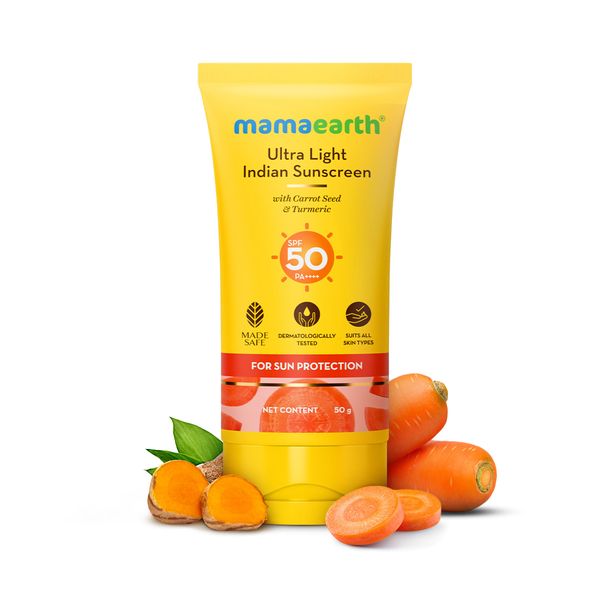 mamaearth®
Ultra Light
Indian Sunscreen
with Carrot Seed
& Turmeric
SPF
50
PA++++
MADE
SAFE
DERMATOLOGICALLY
TESTED
SUITS ALL
SKIN TYPES
FOR SUN PROTECTION
NET CONTENT 50 g